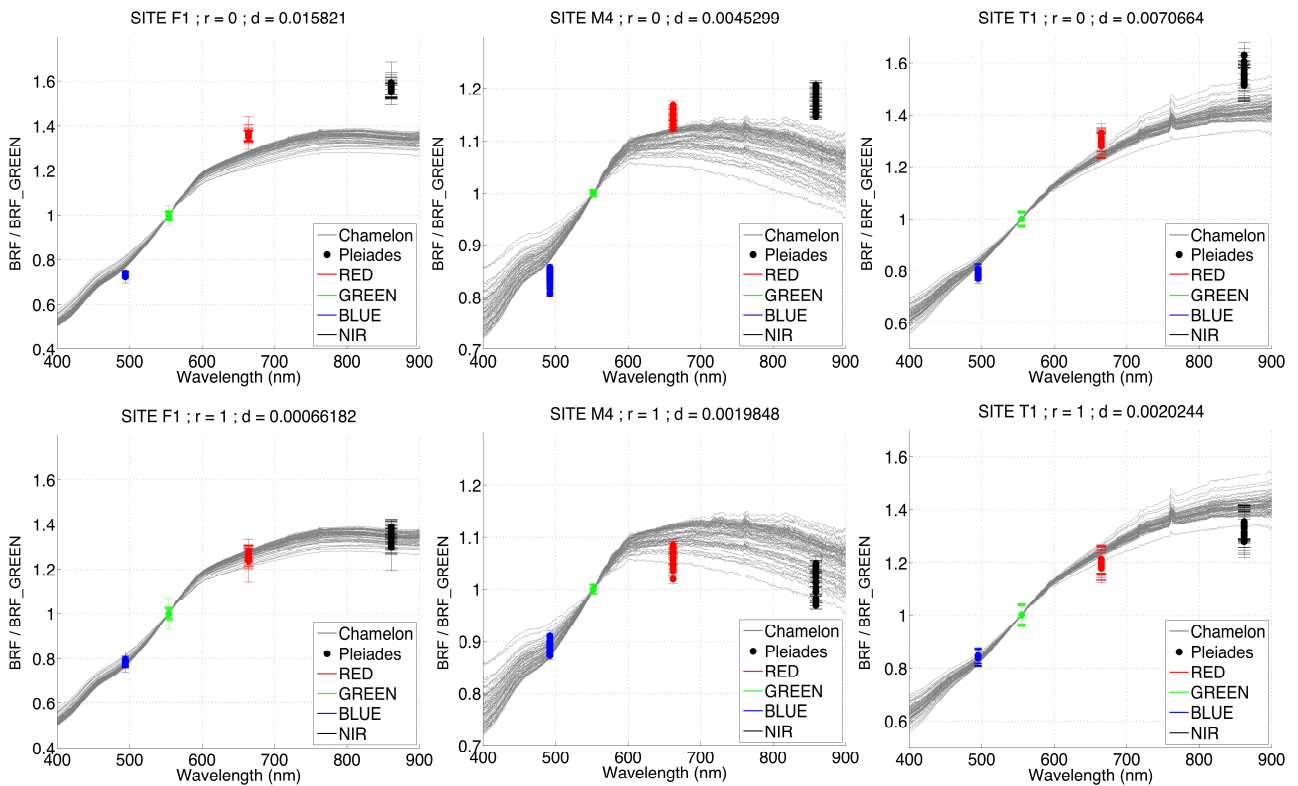 SITE F1 ; r = 0 ; d = 0.015821
BRF / BRF_GREEN
1.6
1.4
1.2
1
0.8
0.6
0.4
Chamelon
Pleiades
RED
GREEN
BLUE
NIR
400 500 600 700 800 900
Wavelength (nm)
SITE M4 ; r = 0 ; d = 0.0045299
BRF / BRF_GREEN
1.2
1.1
1
0.9
0.8
0.7
Chamelon
Pleiades
RED
GREEN
BLUE
NIR
400 500 600 700 800 900
Wavelength (nm)
SITE T1 ; r = 0 ; d = 0.0070664
BRF / BRF_GREEN
1.6
1.4
1.2
1
0.8
0.6
Chamelon
Pleiades
RED
GREEN
BLUE
NIR
400 500 600 700 800 900
Wavelength (nm)
SITE F1 ; r = 1 ; d = 0.00066182
BRF / BRF_GREEN
1.6
1.4
1.2
1
0.8
0.6
0.4
Chamelon
Pleiades
RED
GREEN
BLUE
NIR
400 500 600 700 800 900
Wavelength (nm)
SITE M4 ; r = 1 ; d = 0.0019848
BRF / BRF_GREEN
1.2
1.1
1
0.9
0.8
0.7
Chamelon
Pleiades
RED
GREEN
BLUE
NIR
400 500 600 700 800 900
Wavelength (nm)
SITE T1 ; r = 1 ; d = 0.0020244
BRF / BRF_GREEN
1.6
1.4
1.2
1
0.8
0.6
Chamelon
Pleiades
RED
GREEN
BLUE
NIR
400 500 600 700 800 900
Wavelength (nm)